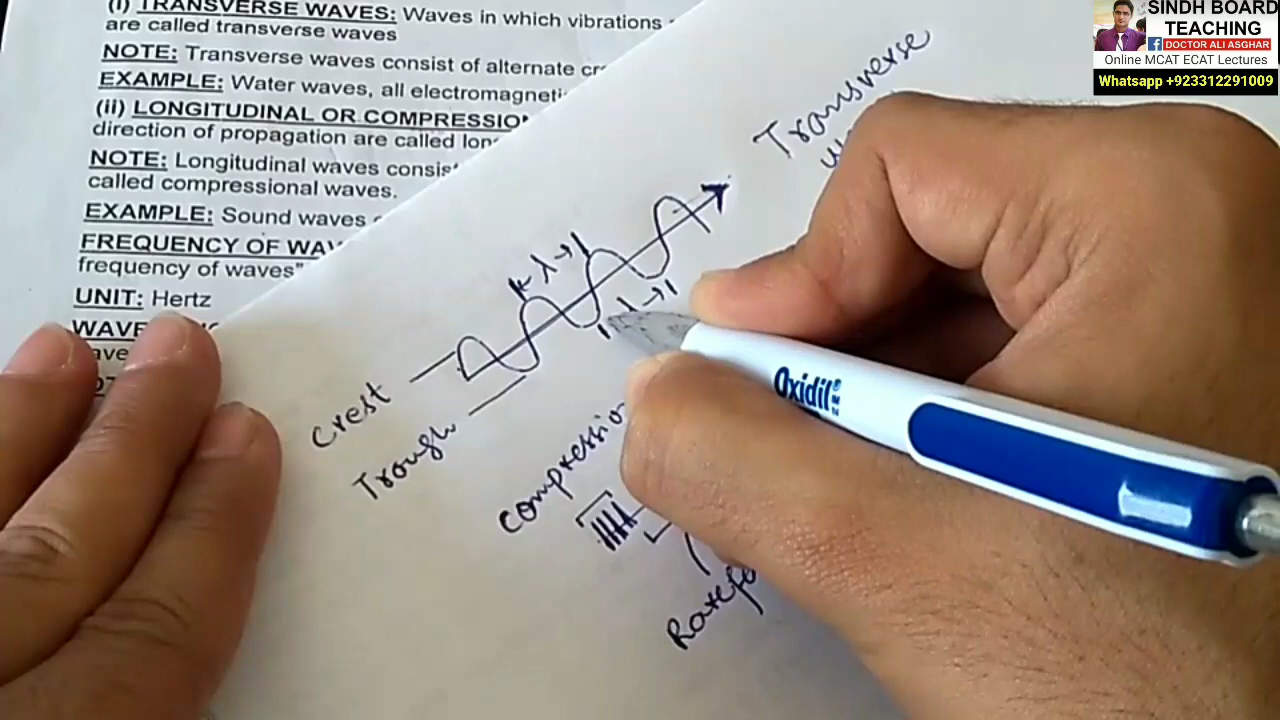 (i) TRANSVERSE WAVES: Waves in which vibrations
are called transverse waves
NOTE: Transverse waves consist of alternate cr
EXAMPLE: Water waves, all electromagneti
(ii) LONGITUDINAL OR COMPRESSION
direction of propagation are called lon
NOTE: Longitudinal waves consis
called compressional waves.
EXAMPLE: Sound waves
FREQUENCY OF WAV
frequency of waves"
UNIT: Hertz
WAVE
SINDH BOARD
TEACHING
DOCTOR ALI ASGHAR
Online MCAT ECAT Lectures
Whatsapp +923312291009
Transverse
λ
λ
Crest
Trough
Compression
Raref
Oxidil®